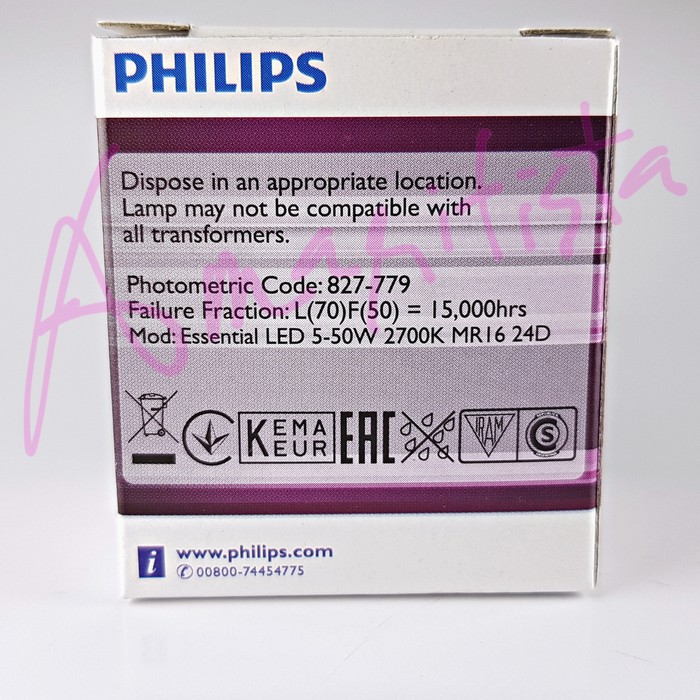 PHILIPS
Dispose in an appropriate location.
Lamp may not be compatible with
all transformers.
Photometric Code: 827-779
Failure Fraction: L(70)F(50) = 15,000hrs
Mod: Essential LED 5-50W 2700K MR16 24D
KEMA
KEUR
EAC
IRAM
S
i
www.philips.com
00800-74454775